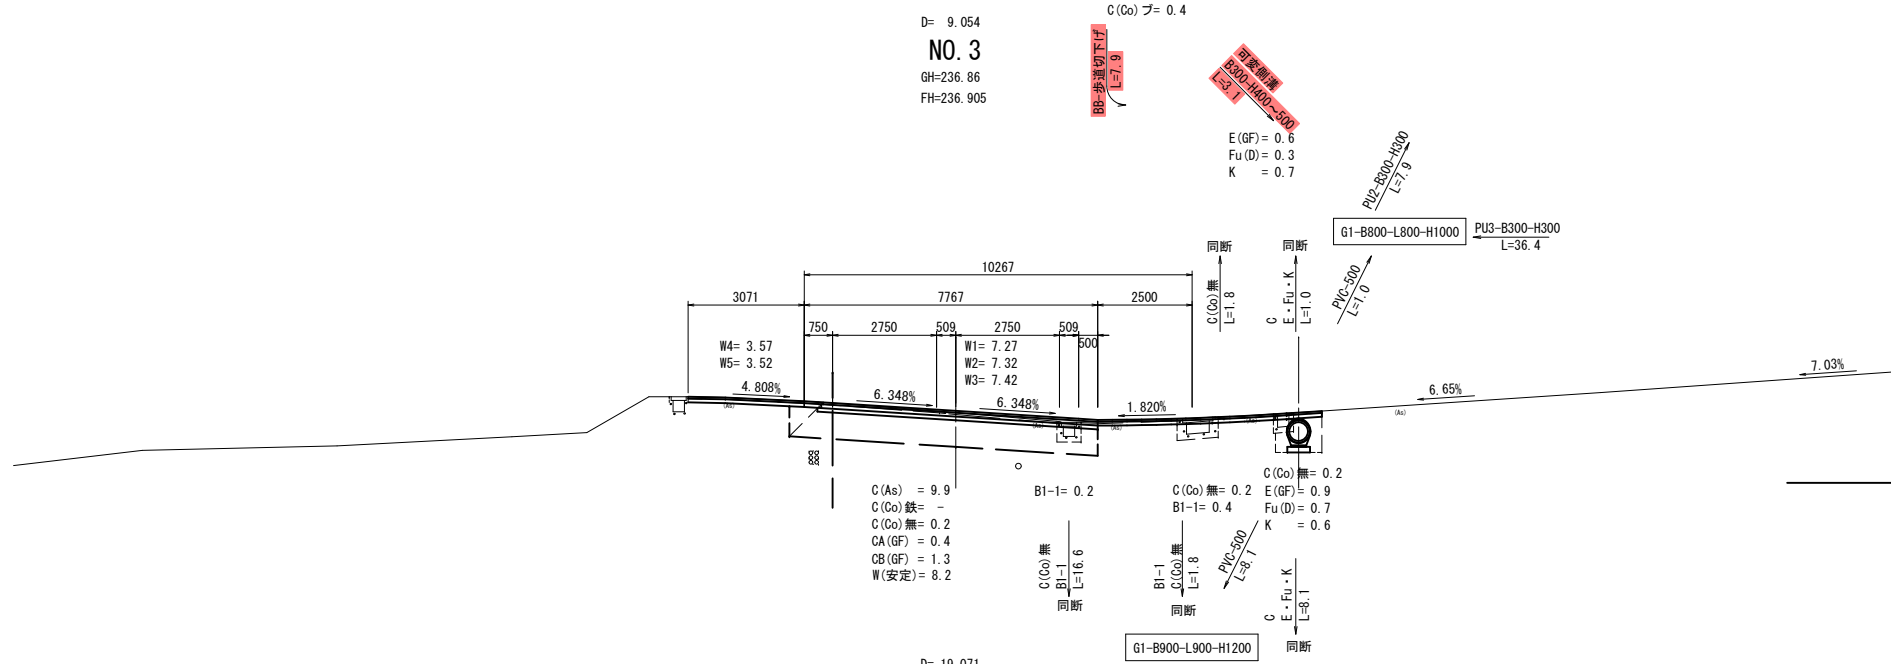 C(Co)ブ= 0.4
D= 9.054
NO.3
GH=236.86
FH=236.905
BB-歩道切下げ
L=7.9
可変側溝
B300-H400～500
L=3.1
E(GF)= 0.6
Fu(D)= 0.3
K = 0.7
PU2-B300-H300
L=7.9
G1-B800-L800-H1000
PU3-B300-H300
L=36.4
同断
同断
C(Co)無
L=1.8
C
E・Fu・K
L=1.0
PVC-500
L=1.0
10267
3071
7767
2500
750
2750
509
2750
509
500
W4= 3.57
W5= 3.52
W1= 7.27
W2= 7.32
W3= 7.42
4.808%
6.348%
6.348%
1.820%
6.65%
7.03%
(As)
(As)
(As)
(As)
(As)
C(As) = 9.9
C(Co)鉄= -
C(Co)無= 0.2
CA(GF) = 0.4
CB(GF) = 1.3
W(安定)= 8.2
B1-1= 0.2
C(Co)無= 0.2
B1-1= 0.4
C(Co)無= 0.2
E(GF)= 0.9
Fu(D)= 0.7
K = 0.6
C(Co)無
B1-1
L=16.6
同断
B1-1
C(Co)無
L=1.8
同断
PVC-500
L=8.1
C
E・Fu・K
L=8.1
同断
G1-B900-L900-H1200
D= 19.071